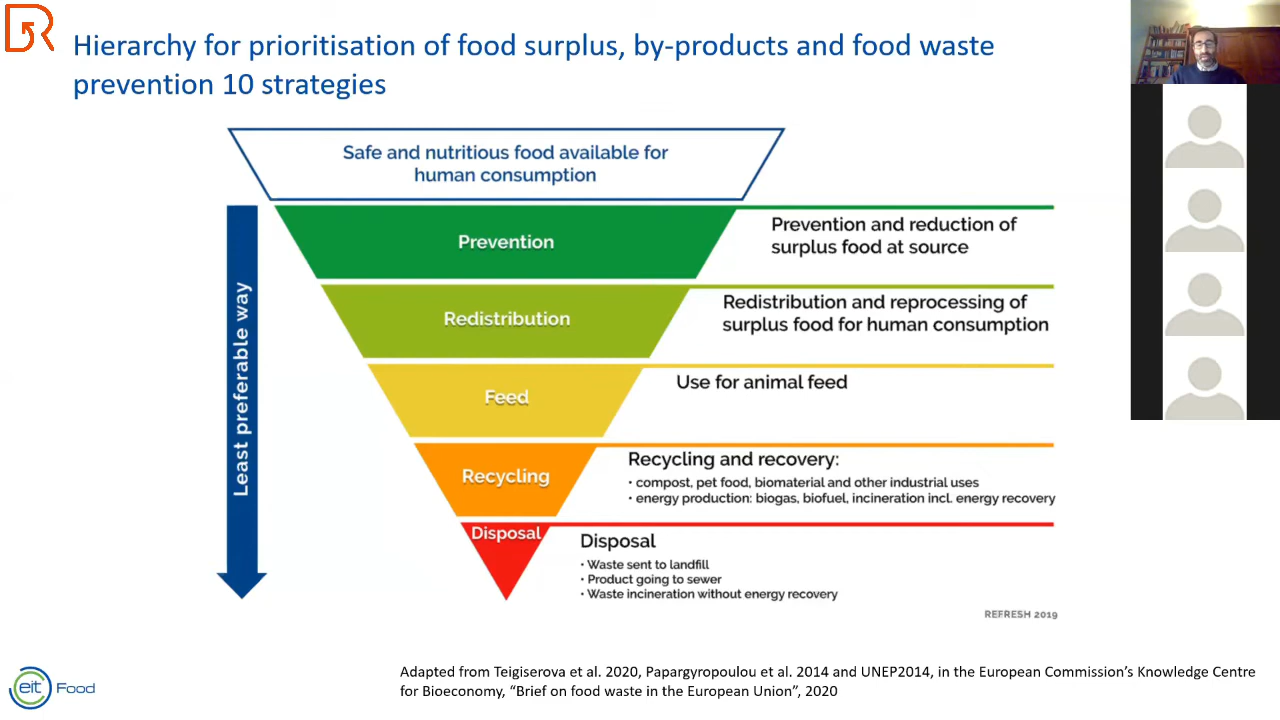 Hierarchy for prioritisation of food surplus, by-products and food waste
prevention 10 strategies
Safe and nutritious food available for
human consumption
Least preferable way
Prevention
Prevention and reduction of
surplus food at source
Redistribution
Redistribution and reprocessing of
surplus food for human consumption
Feed
Use for animal feed
Recycling
Recycling and recovery:
• compost, pet food, biomaterial and other industrial uses
• energy production: biogas, biofuel, incineration incl. energy recovery
Disposal
Disposal
• Waste sent to landfill
• Product going to sewer
• Waste incineration without energy recovery
REFRESH 2019
eit Food
Adapted from Teigiserova et al. 2020, Papargyropoulou et al. 2014 and UNEP2014, in the European Commission's Knowledge Centre
for Bioeconomy, “Brief on food waste in the European Union”, 2020